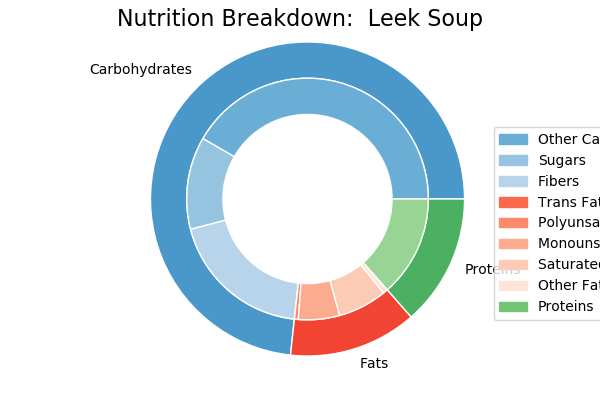 Nutrition Breakdown:  Leek Soup
Carbohydrates
Proteins
Fats
Other Ca
Sugars
Fibers
Trans Fat
Polyunsa
Monouns
Saturated
Other Fat
Proteins